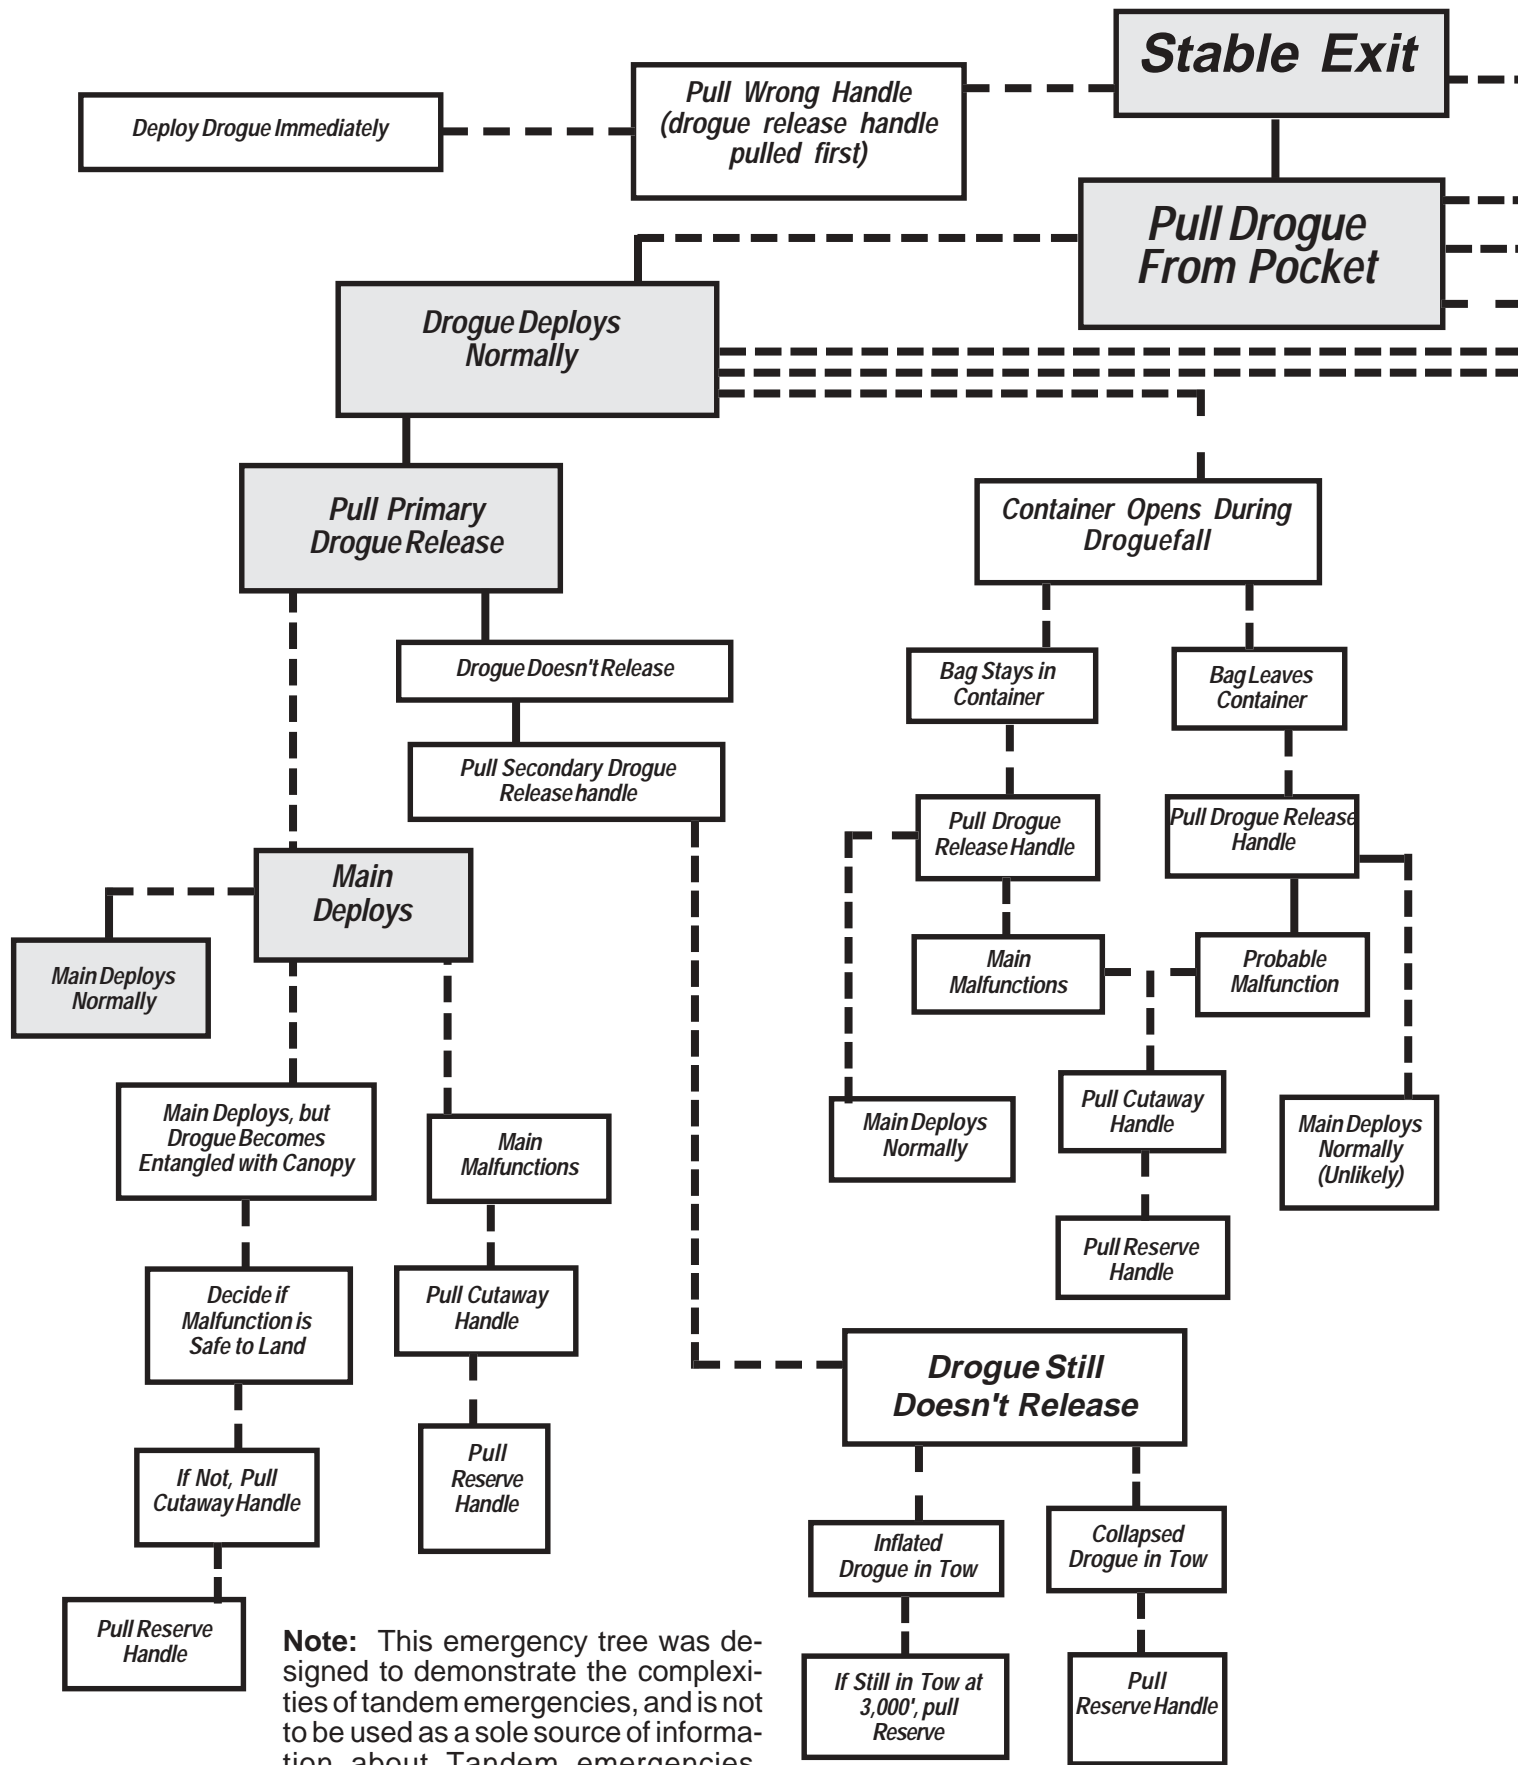 Stable Exit
Pull Wrong Handle
(drogue release handle
pulled first)
Deploy Drogue Immediately
Pull Drogue
From Pocket
Drogue Deploys
Normally
Pull Primary
Drogue Release
Container Opens During
Droguefall
Drogue Doesn't Release
Bag Stays in
Container
Bag Leaves
Container
Pull Secondary Drogue
Release handle
Pull Drogue
Release Handle
Pull Drogue Release
Handle
Main
Deploys
Main Deploys
Normally
Main
Malfunctions
Probable
Malfunction
Main Deploys, but
Drogue Becomes
Entangled with Canopy
Main
Malfunctions
Main Deploys
Normally
Pull Cutaway
Handle
Main Deploys
Normally
(Unlikely)
Pull Reserve
Handle
Decide if
Malfunction is
Safe to Land
Pull Cutaway
Handle
Drogue Still
Doesn't Release
If Not, Pull
Cutaway Handle
Pull
Reserve
Handle
Inflated
Drogue in Tow
Collapsed
Drogue in Tow
Pull Reserve
Handle
If Still in Tow at
3,000', pull
Reserve
Pull
Reserve Handle
Note: This emergency tree was de-
signed to demonstrate the complexi-
ties of tandem emergencies, and is not
to be used as a sole source of informa-
tion about Tandem emergencies.